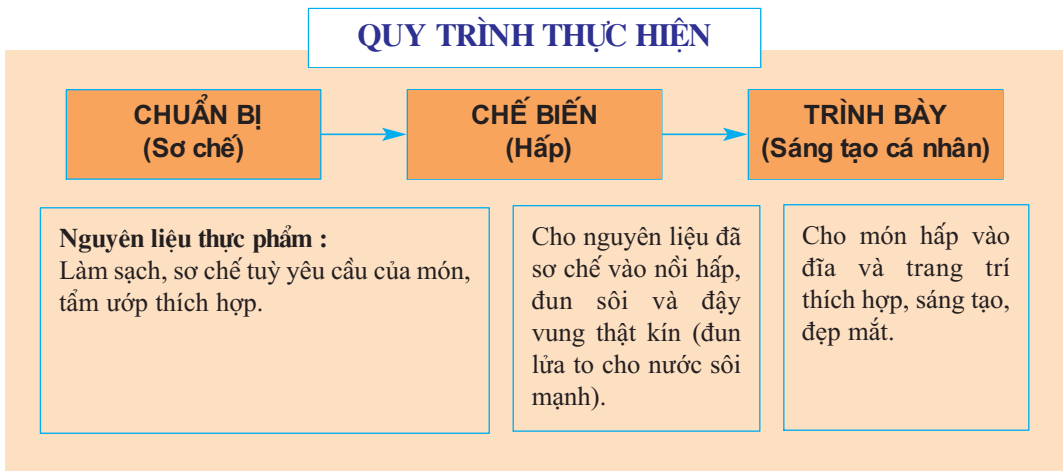 QUY TRÌNH THỰC HIỆN
CHUẨN BỊ
(Sơ chế)
CHẾ BIẾN
(Hấp)
TRÌNH BÀY
(Sáng tạo cá nhân)
Nguyên liệu thực phẩm :
Làm sạch, sơ chế tuỳ yêu cầu của món,
tẩm ướp thích hợp.
Cho nguyên liệu đã
sơ chế vào nồi hấp,
đun sôi và đậy
vung thật kín (đun
lửa to cho nước sôi
mạnh).
Cho món hấp vào
đĩa và trang trí
thích hợp, sáng tạo,
đẹp mắt.